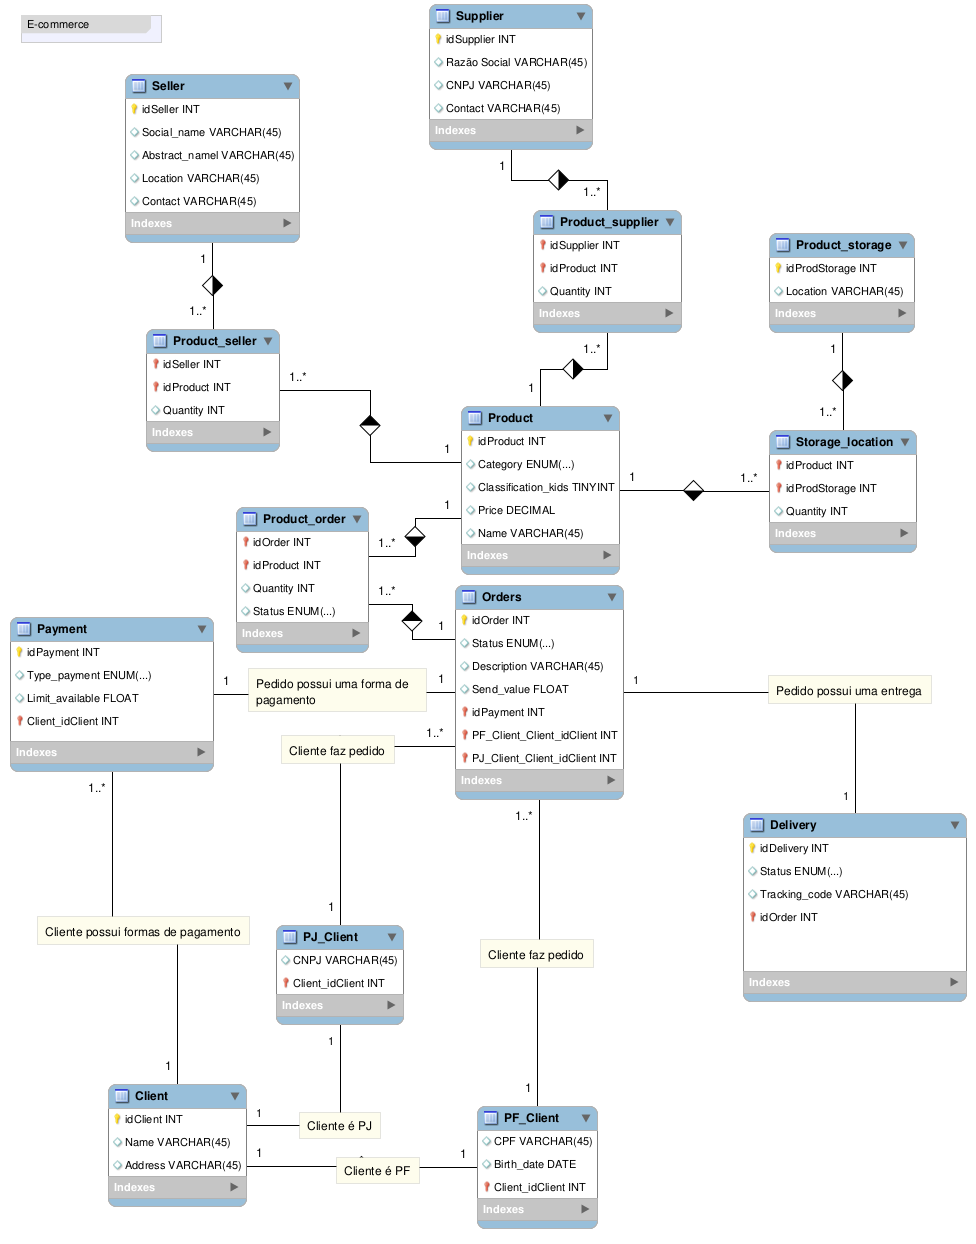 E-commerce
Supplier
idSupplier INT
Razão Social VARCHAR(45)
CNPJ VARCHAR(45)
Contact VARCHAR(45)
Indexes
Seller
idSeller INT
Social_name VARCHAR(45)
Abstract_namel VARCHAR(45)
Location VARCHAR(45)
Contact VARCHAR(45)
Indexes
1
1..*
1
1..*
Product_supplier
idSupplier INT
idProduct INT
Quantity INT
Indexes
Product_storage
idProdStorage INT
Location VARCHAR(45)
Indexes
Product_seller
idSeller INT
idProduct INT
Quantity INT
Indexes
1..*
1
1..*
1
1
1..*
Product
idProduct INT
Category ENUM(...)
Classification_kids TINYINT
Price DECIMAL
Name VARCHAR(45)
Indexes
1
1..*
Storage_location
idProduct INT
idProdStorage INT
Quantity INT
Indexes
Product_order
idOrder INT
idProduct INT
Quantity INT
Status ENUM(...)
Indexes
1
1..*
1..*
1
Orders
idOrder INT
Status ENUM(...)
Description VARCHAR(45)
Send_value FLOAT
idPayment INT
PF_Client_Client_idClient INT
PJ_Client_Client_idClient INT
Indexes
Payment
idPayment INT
Type_payment ENUM(...)
Limit_available FLOAT
Client_idClient INT
Indexes
1
Pedido possui uma forma de
pagamento
1
1
Pedido possui uma entrega
1
Cliente faz pedido
1..*
1
1..*
Cliente faz pedido
1
1..*
Cliente possui formas de pagamento
1
Delivery
idDelivery INT
Status ENUM(...)
Tracking_code VARCHAR(45)
idOrder INT
Indexes
PJ_Client
CNPJ VARCHAR(45)
Client_idClient INT
Indexes
1
Client
idClient INT
Name VARCHAR(45)
Address VARCHAR(45)
Indexes
1
Cliente é PJ
1
Cliente é PF
1
PF_Client
CPF VARCHAR(45)
Birth_date DATE
Client_idClient INT
Indexes